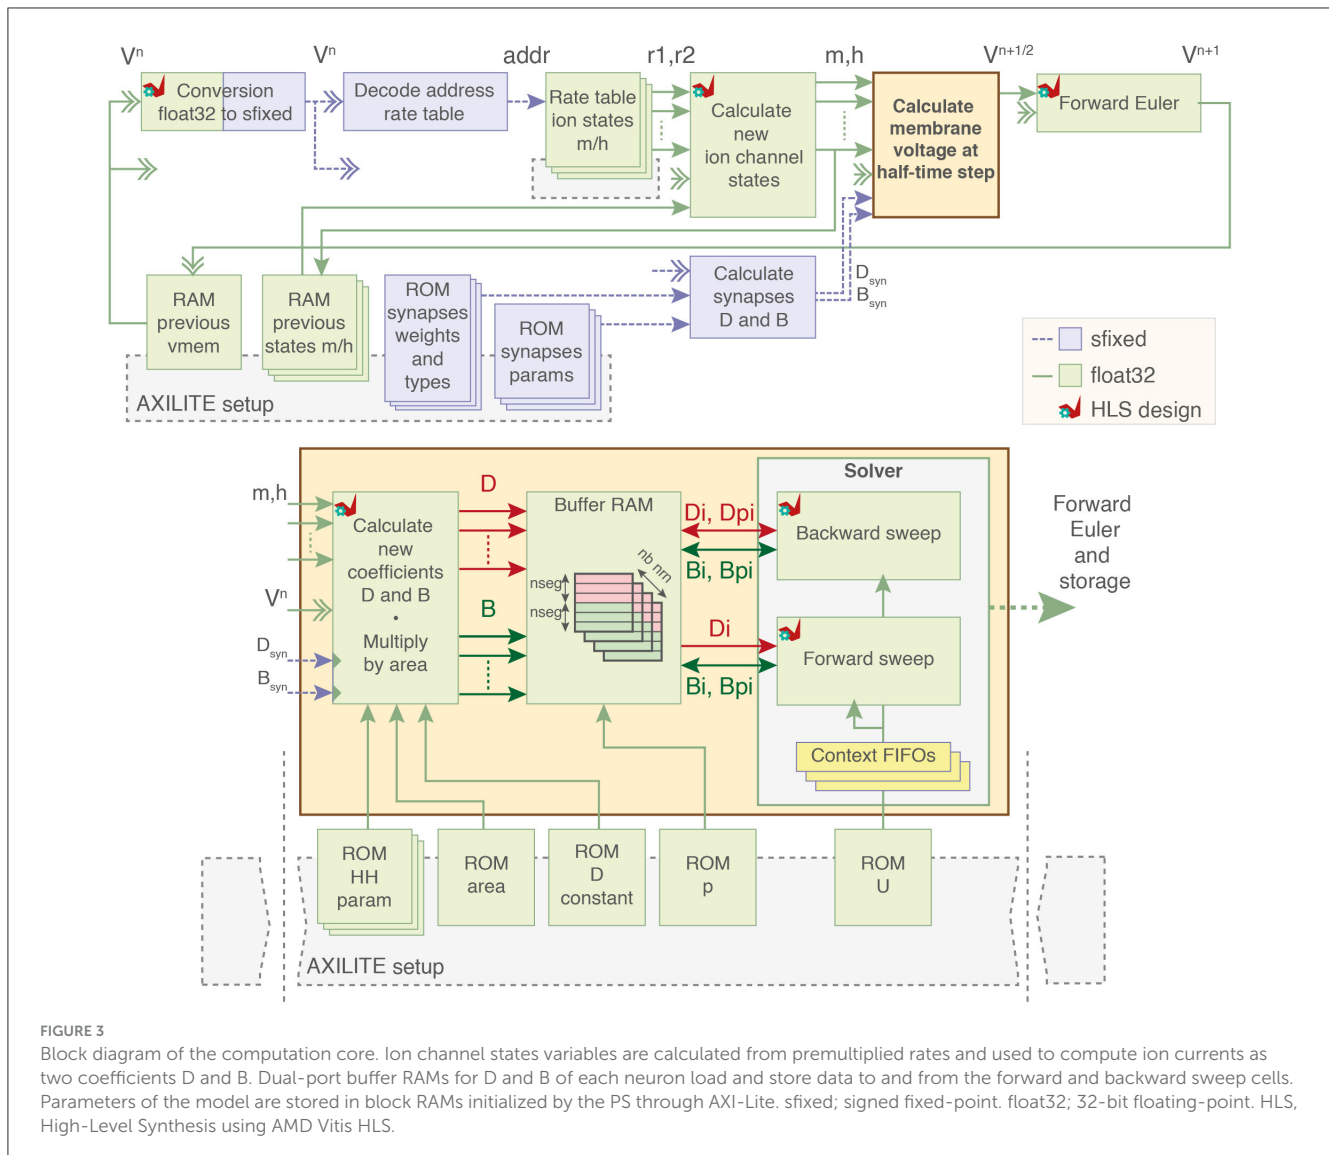 Vn
Vn
addr
r1,r2
m,h
Vn+1/2
Vn+1
Conversion
float32 to sfixed
Decode address
rate table
Rate table
ion states
m/h
Calculate
new
ion channel
states
Calculate
membrane
voltage at
half-time step
Forward Euler
RAM
previous
vmem
RAM
previous
states m/h
ROM
synapses
weights
and
types
ROM
synapses
params
Calculate
synapses
D and B
Dsyn
Bsyn
AXILITE setup
sfixed
float32
HLS design
m,h
Vn
Dsyn
Bsyn
Calculate
new
coefficients
D and B
•
Multiply
by area
D
B
Buffer RAM
nb nrn
nseg
nseg
Di, Dpi
Bi, Bpi
Di
Bi, Bpi
Solver
Backward sweep
Forward sweep
Context FIFOs
Forward
Euler
and
storage
ROM
HH
param
ROM
area
ROM
D
constant
ROM
p
ROM
U
AXILITE setup
FIGURE 3
Block diagram of the computation core. Ion channel states variables are calculated from premultiplied rates and used to compute ion currents as
two coefficients D and B. Dual-port buffer RAMs for D and B of each neuron load and store data to and from the forward and backward sweep cells.
Parameters of the model are stored in block RAMs initialized by the PS through AXI-Lite. sfixed; signed fixed-point. float32; 32-bit floating-point. HLS,
High-Level Synthesis using AMD Vitis HLS.